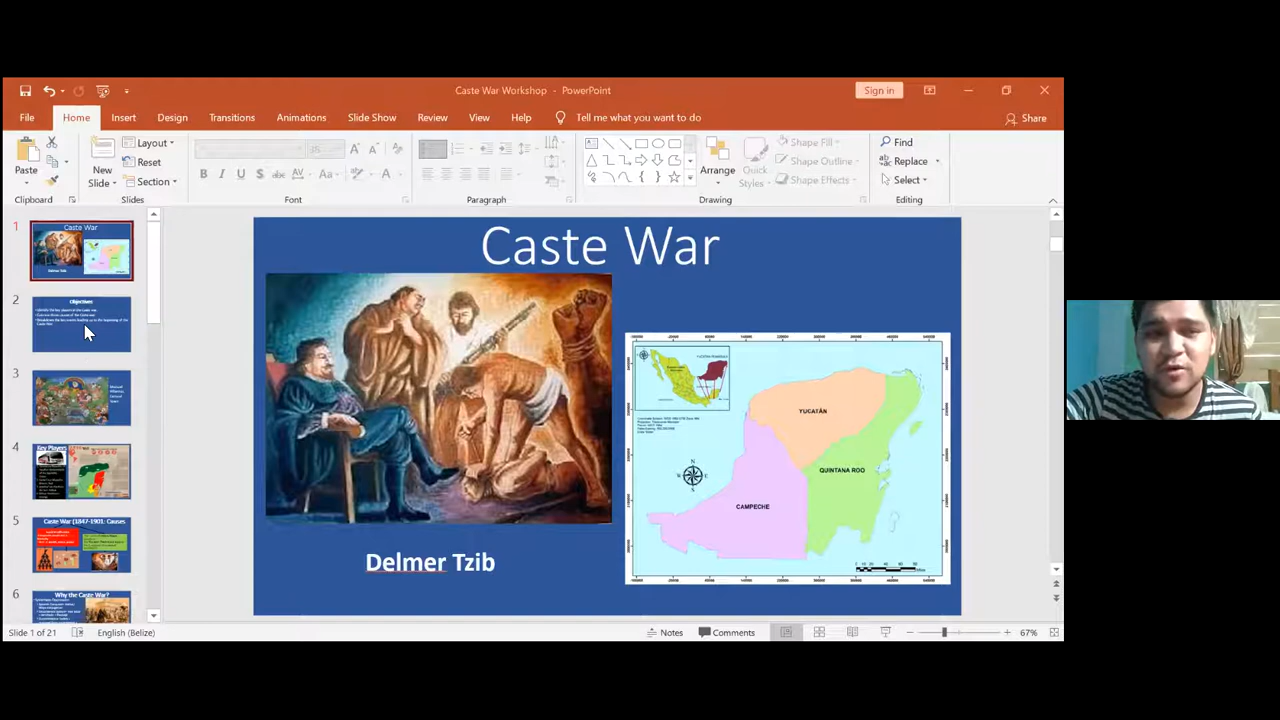 Caste War Workshop - PowerPoint
Sign in
File Home Insert Design Transitions Animations Slide Show Review View Help Tell me what you want to do
Share
Paste
New
Slide
Layout
Reset
Section
Arrange
Quick
Styles
Shape Fill
Shape Outline
Shape Effects
Find
Replace
Select
Clipboard
Slides
Font
Paragraph
Drawing
Editing
1
Caste War
Delmer Tzib
2
Objectives
3
4
Key Players
5
Caste War (1847-1901: Causes
6
Why the Caste War?
Caste War
YUCATÁN
QUINTANA ROO
CAMPECHE
N
Delmer Tzib
Slide 1 of 21
English (Belize)
Notes
Comments
67%